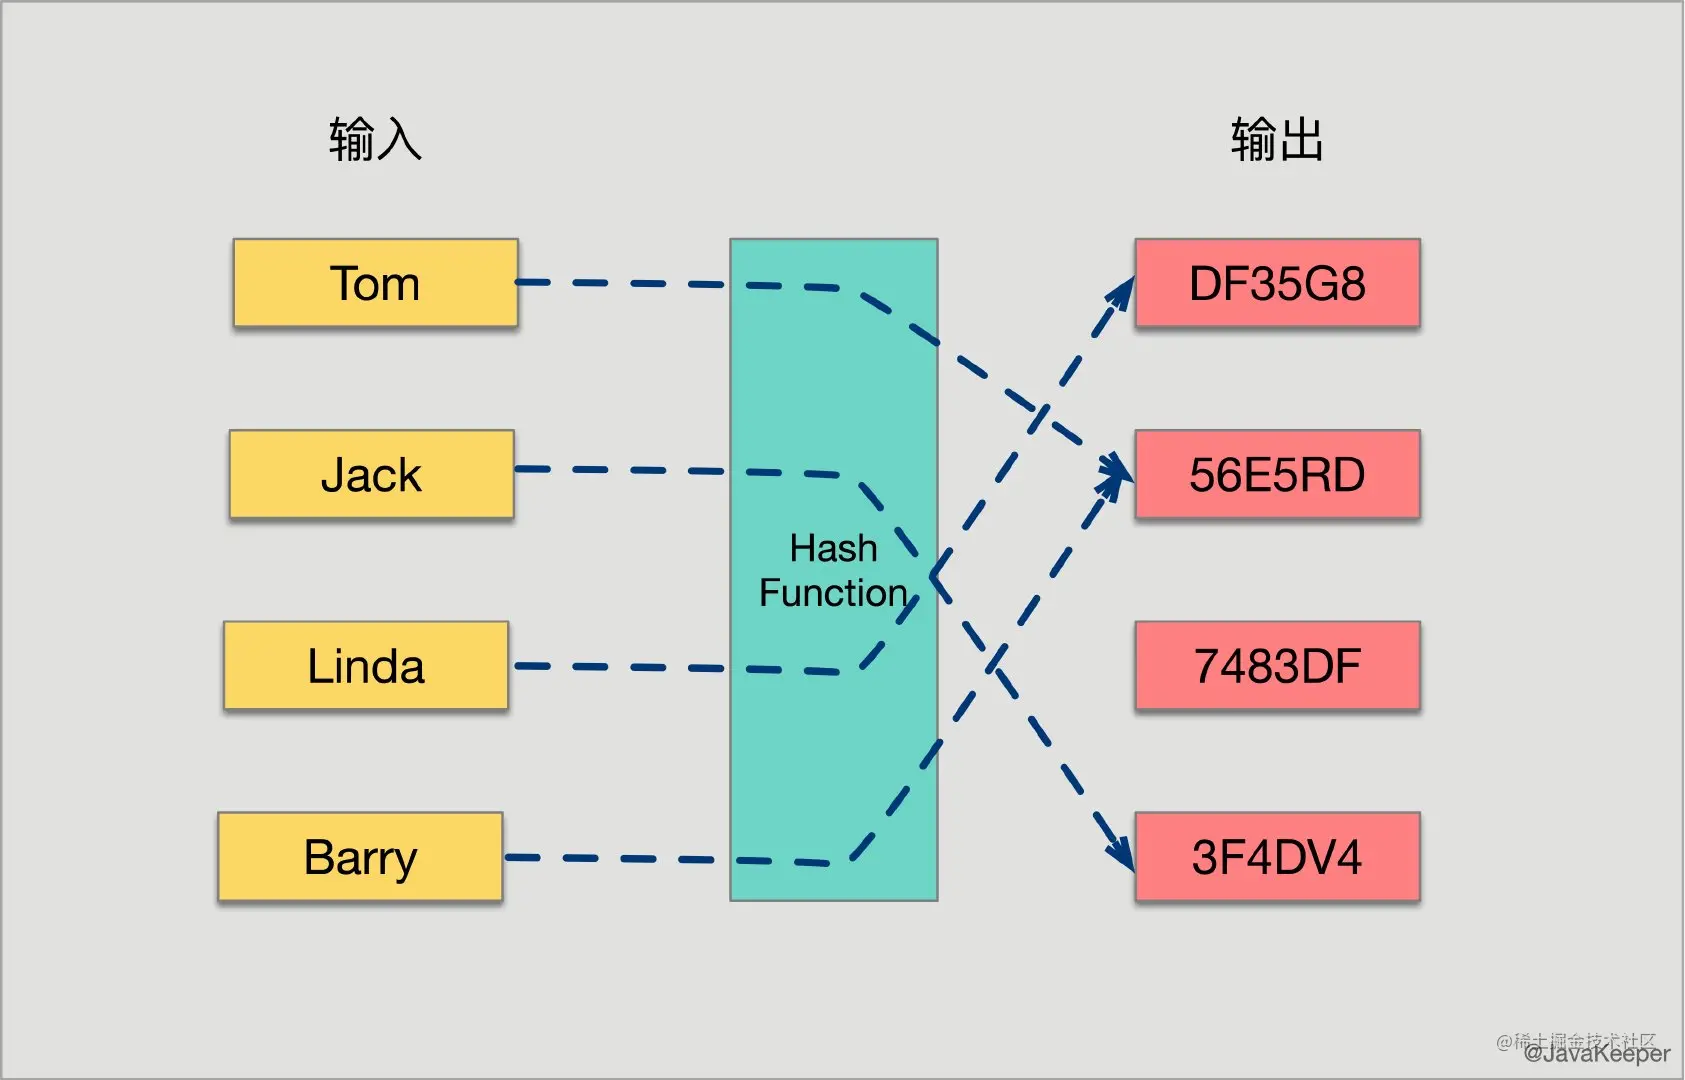 输入
输出
Tom
DF35G8
Jack
56E5RD
Hash
Function
Linda
7483DF
Barry
3F4DV4
@稀土掘金技术社区
@JavaKeeper